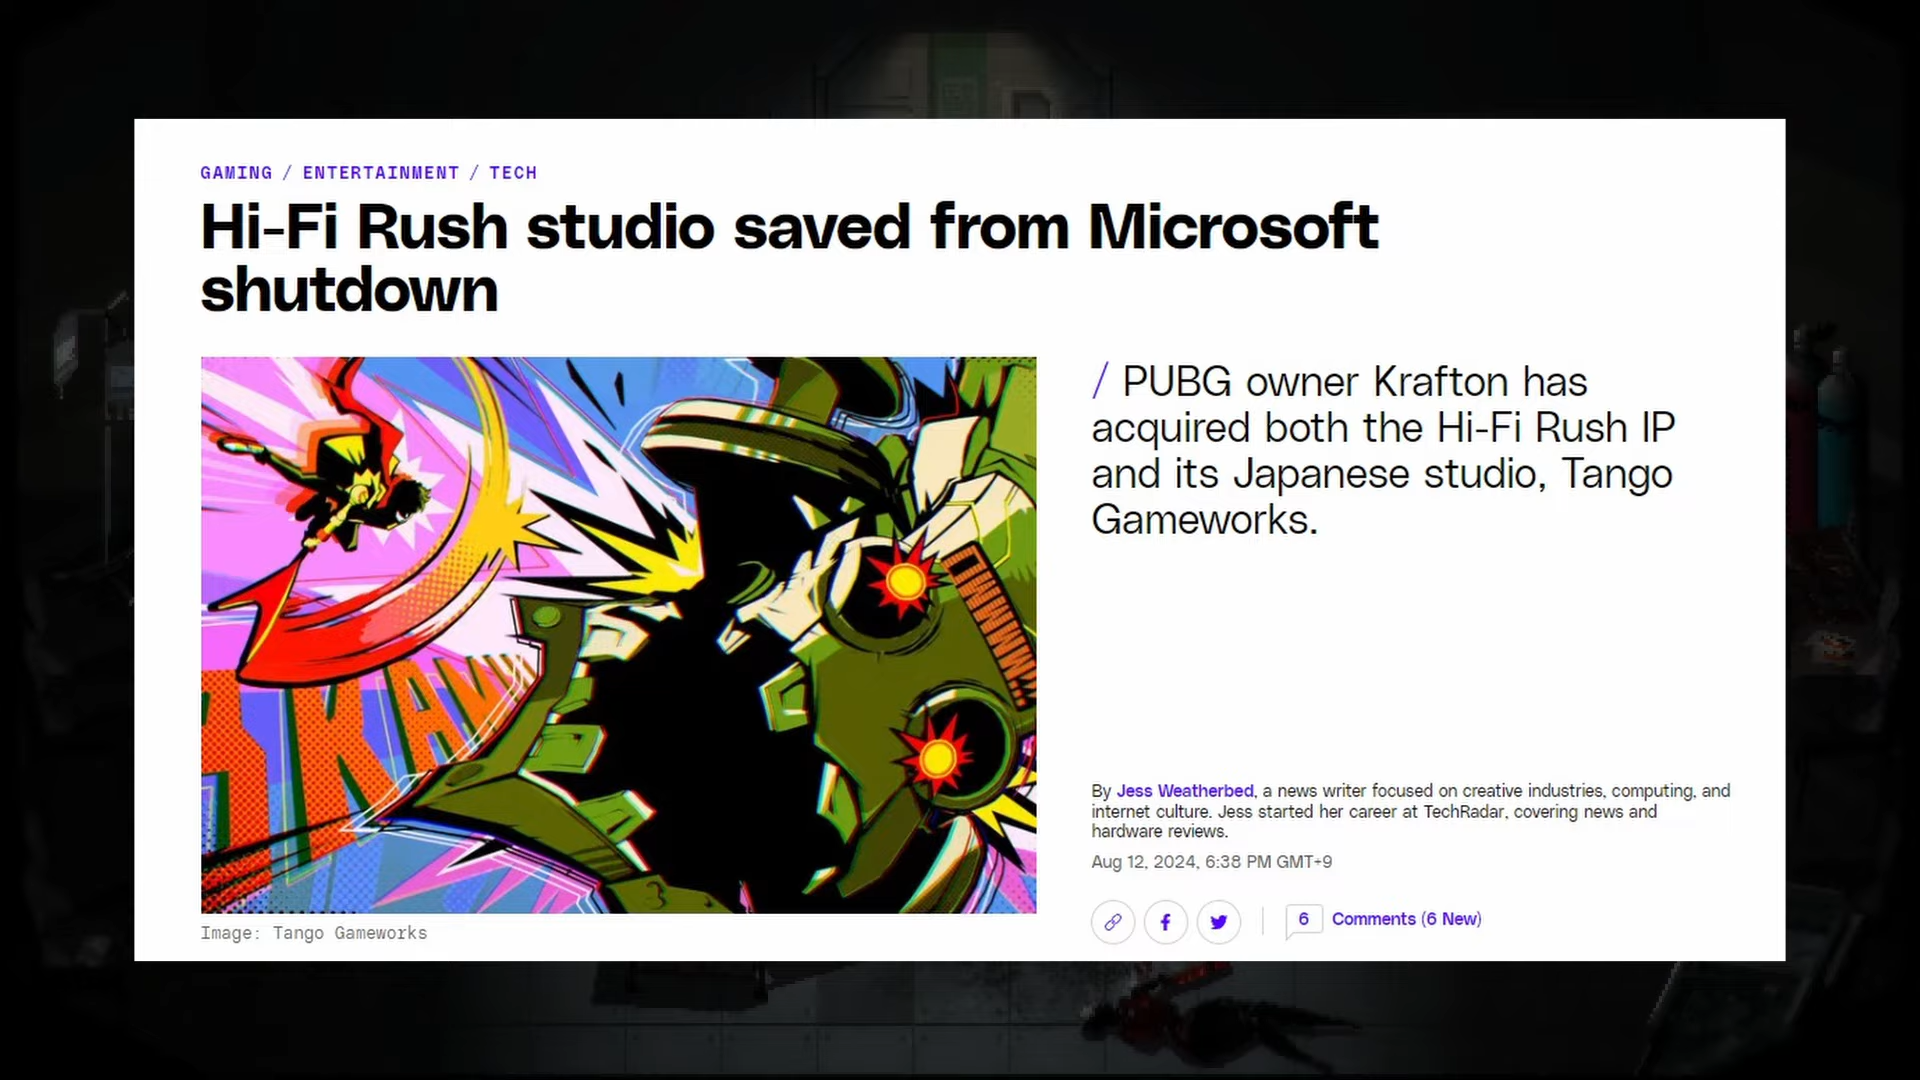 GAMING / ENTERTAINMENT / TECH
Hi-Fi Rush studio saved from Microsoft
shutdown
/ PUBG owner Krafton has
acquired both the Hi-Fi Rush IP
and its Japanese studio, Tango
Gameworks.
By Jess Weatherbed, a news writer focused on creative industries, computing, and
internet culture. Jess started her career at TechRadar, covering news and
hardware reviews.
Aug 12, 2024, 6:38 PM GMT+9
6 Comments (6 New)
Image: Tango Gameworks